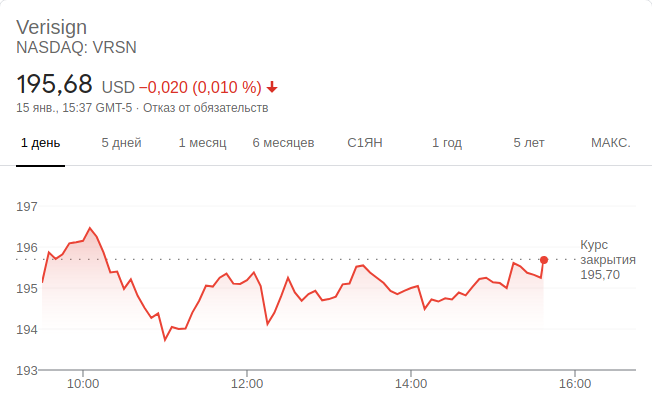 Verisign
NASDAQ: VRSN
195,68 USD −0,020 (0,010 %)
15 янв., 15:37 GMT-5 · Отказ от обязательств
1 день 5 дней 1 месяц 6 месяцев С1ЯН 1 год 5 лет МАКС.
197
196
195
194
193
Курс
закрытия
195,70
10:00 12:00 14:00 16:00